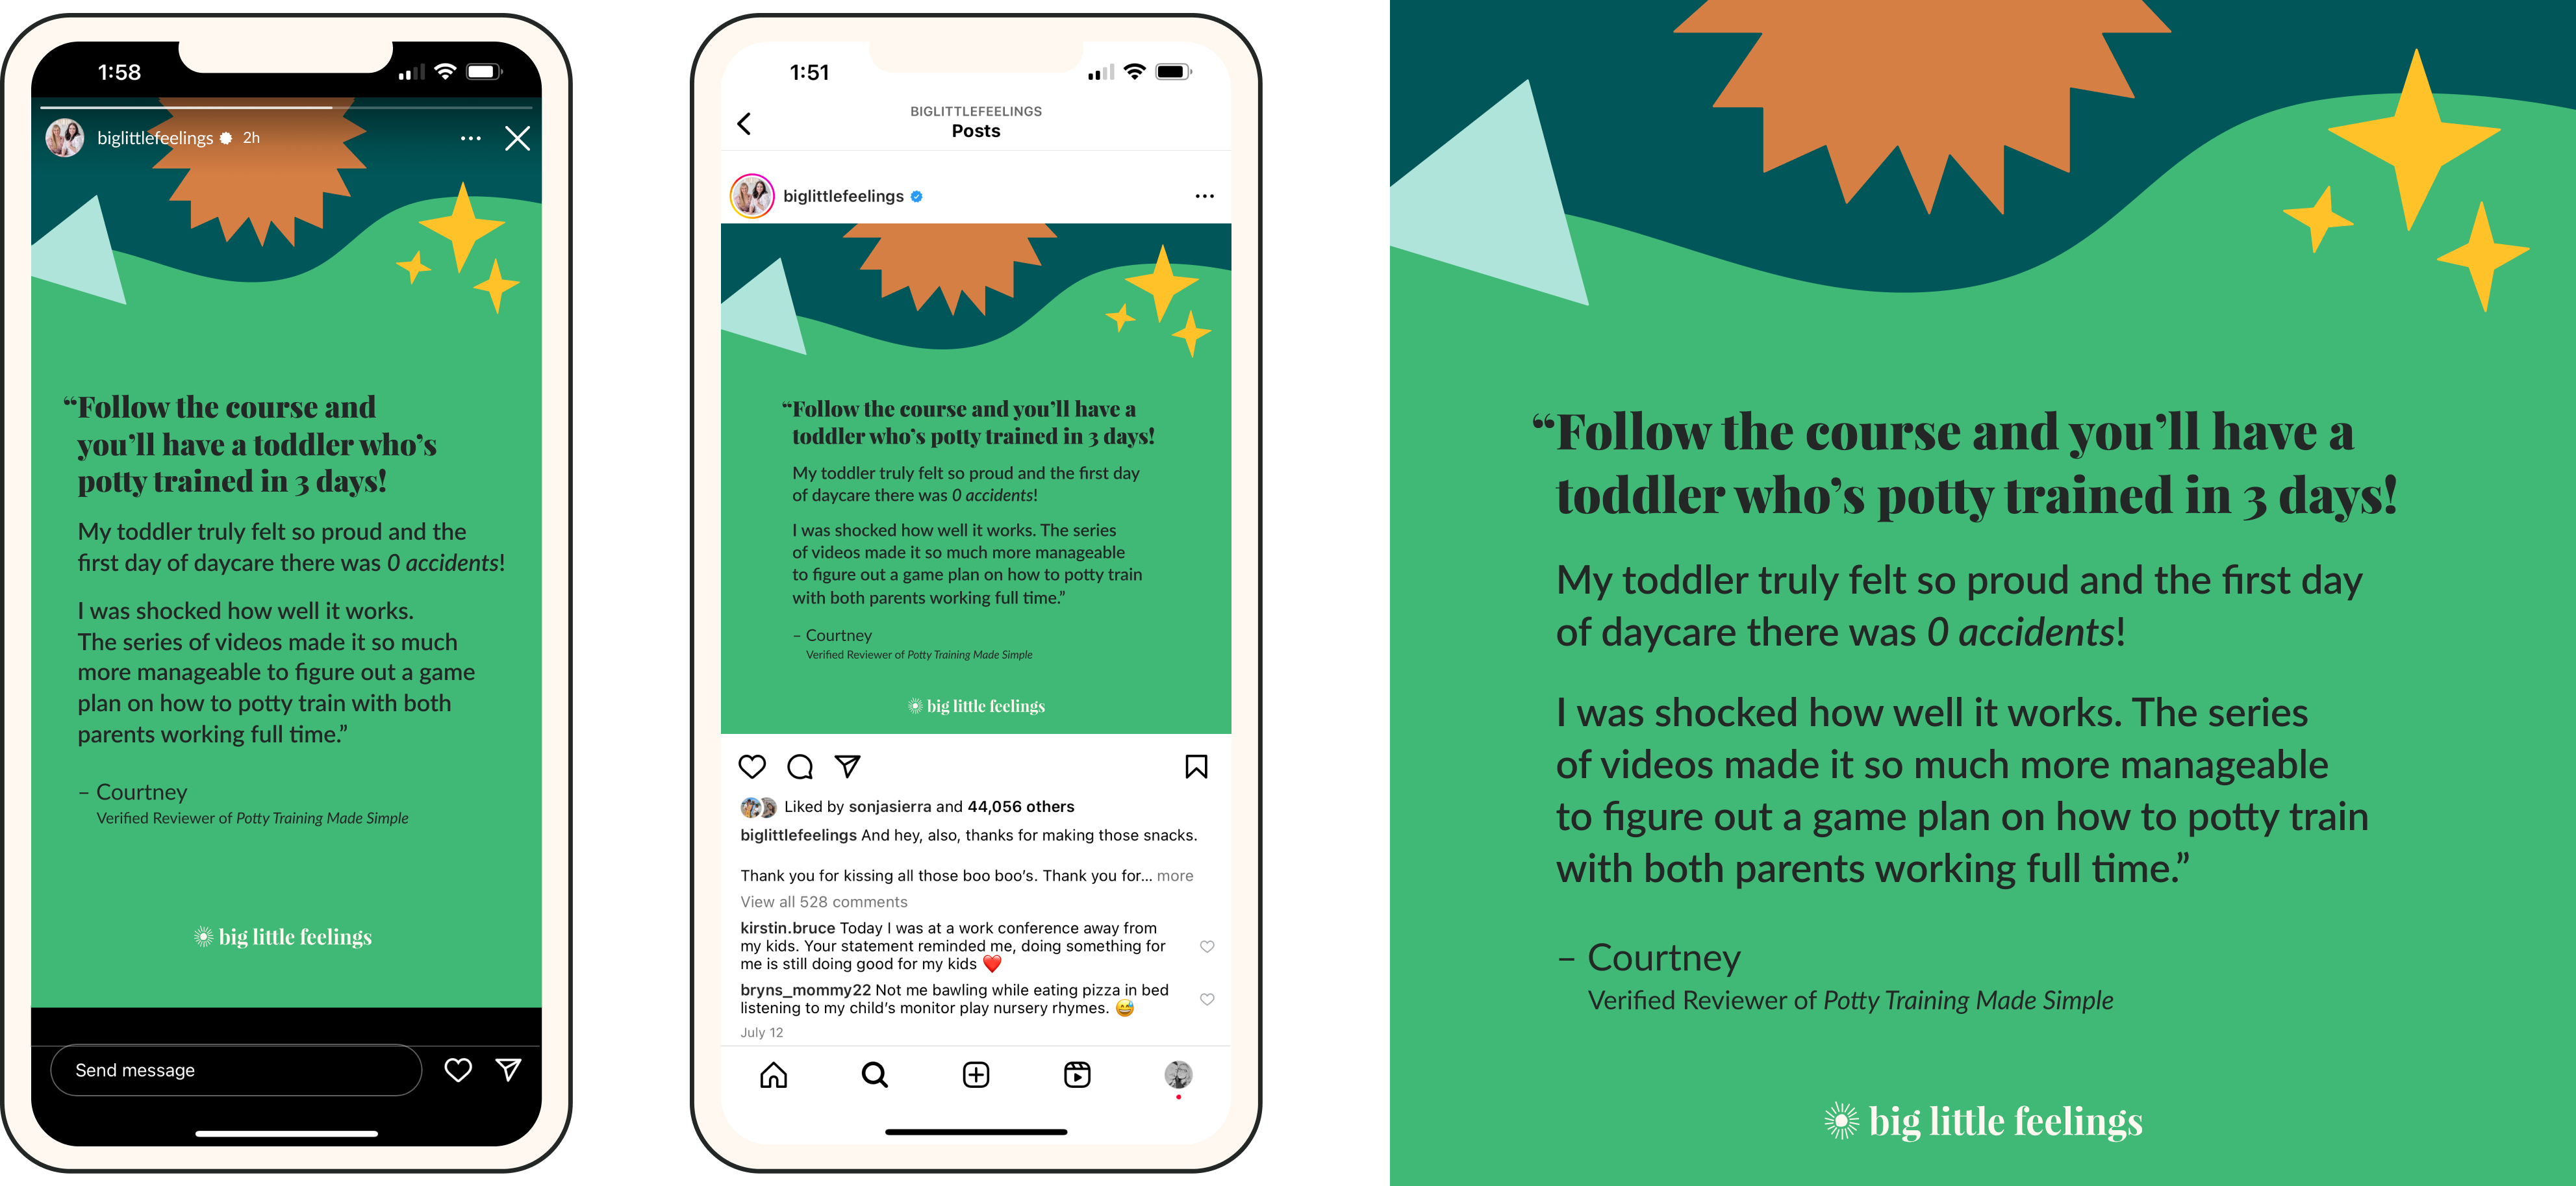 1:58
biglittlefeelings 2h
“Follow the course and
you’ll have a toddler who’s
potty trained in 3 days!
My toddler truly felt so proud and the
first day of daycare there was 0 accidents!
I was shocked how well it works.
The series of videos made it so much
more manageable to figure out a game
plan on how to potty train with both
parents working full time.”
– Courtney
Verified Reviewer of Potty Training Made Simple
big little feelings
Send message
1:51
BIGLITTLEFEELINGS
Posts
biglittlefeelings
“Follow the course and you’ll have a
toddler who’s potty trained in 3 days!
My toddler truly felt so proud and the first day
of daycare there was 0 accidents!
I was shocked how well it works. The series
of videos made it so much more manageable
to figure out a game plan on how to potty train
with both parents working full time.”
– Courtney
Verified Reviewer of Potty Training Made Simple
big little feelings
Liked by sonjasierra and 44,056 others
biglittlefeelings And hey, also, thanks for making those snacks.
Thank you for kissing all those boo boo’s. Thank you for... more
View all 528 comments
kirstin.bruce Today I was at a work conference away from
my kids. Your statement reminded me, doing something for
me is still doing good for my kids ❤️
bryns_mommy22 Not me bawling while eating pizza in bed
listening to my child’s monitor play nursery rhymes. 😅
July 12
“Follow the course and you’ll have a
toddler who’s potty trained in 3 days!
My toddler truly felt so proud and the first day
of daycare there was 0 accidents!
I was shocked how well it works. The series
of videos made it so much more manageable
to figure out a game plan on how to potty train
with both parents working full time.”
– Courtney
Verified Reviewer of Potty Training Made Simple
big little feelings